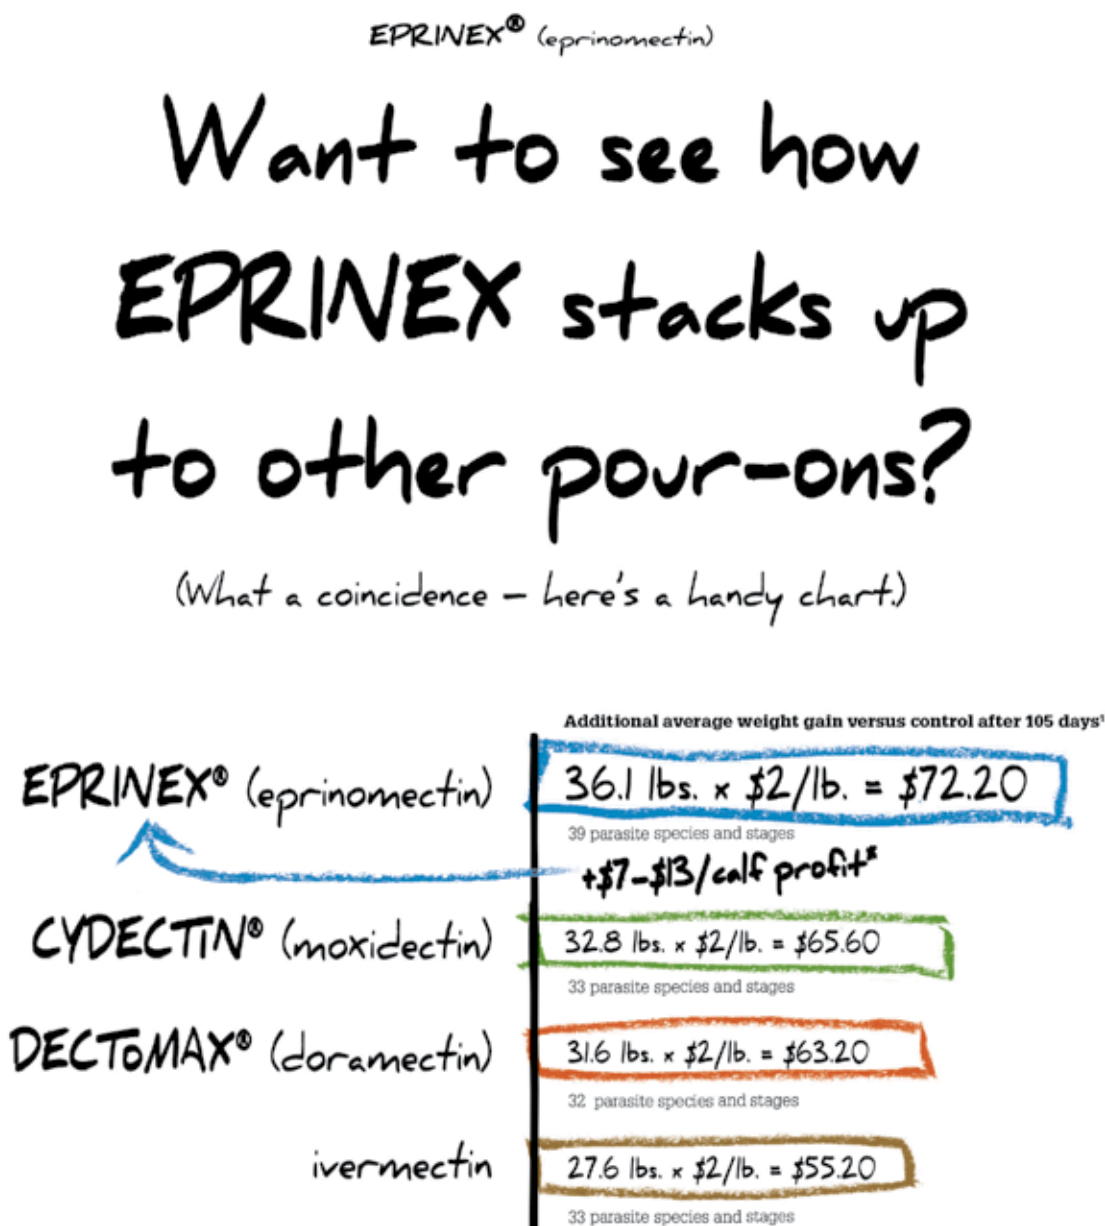 EPRINEX® (eprinomectin)
Want to see how
EPRINEX stacks up
to other pour-ons?
(What a coincidence – here's a handy chart.)
Additional average weight gain versus control after 105 days¹
EPRINEX® (eprinomectin)
36.1 lbs. x $2/lb. = $72.20
39 parasite species and stages
+$7-$13/calf profit*
CYDECTIN® (moxidectin)
32.8 lbs. x $2/lb. = $65.60
33 parasite species and stages
DECTOMAX® (doramectin)
31.6 lbs. x $2/lb. = $63.20
32 parasite species and stages
ivermectin
27.6 lbs. x $2/lb. = $55.20
33 parasite species and stages